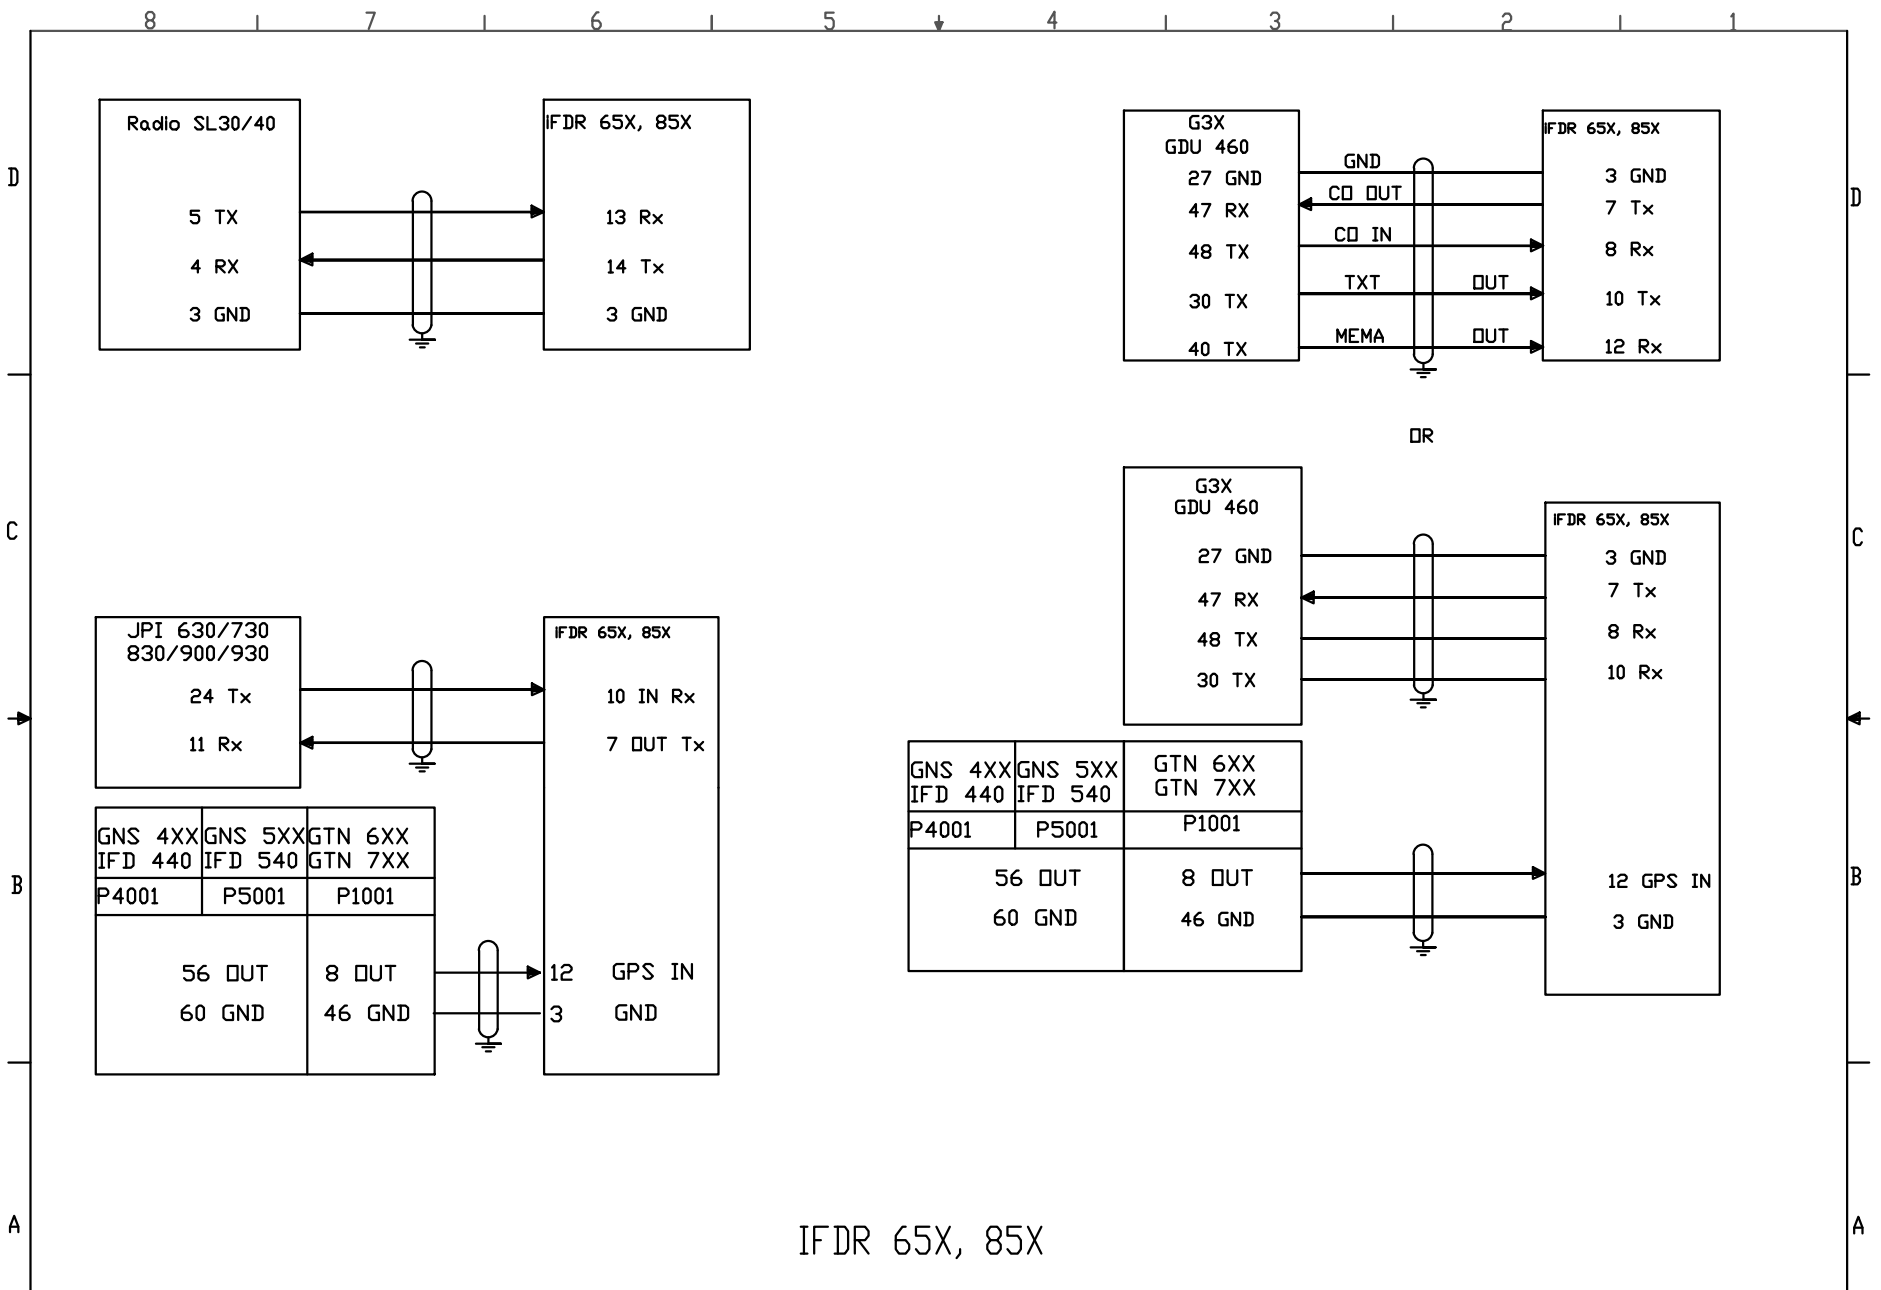 8 7 6 5 4 3 2 1
D
C
B
A
Radio SL30/40
5 TX
4 RX
3 GND
IFDR 65X, 85X
13 Rx
14 Tx
3 GND
G3X
GDU 460
27 GND
47 RX
48 TX
30 TX
40 TX
GND
CO OUT
CO IN
TXT OUT
MEMA OUT
IFDR 65X, 85X
3 GND
7 Tx
8 Rx
10 Tx
12 Rx
OR
G3X
GDU 460
27 GND
47 RX
48 TX
30 TX
IFDR 65X, 85X
3 GND
7 Tx
8 Rx
10 Rx
12 GPS IN
3 GND
GNS 4XX GNS 5XX GTN 6XX
IFD 440 IFD 540 GTN 7XX
P4001 P5001 P1001
56 OUT 8 OUT
60 GND 46 GND
JPI 630/730
830/900/930
24 Tx
11 Rx
IFDR 65X, 85X
10 IN Rx
7 OUT Tx
12 GPS IN
3 GND
GNS 4XX GNS 5XX GTN 6XX
IFD 440 IFD 540 GTN 7XX
P4001 P5001 P1001
56 OUT 8 OUT
60 GND 46 GND
D
C
B
A
IFDR 65X, 85X